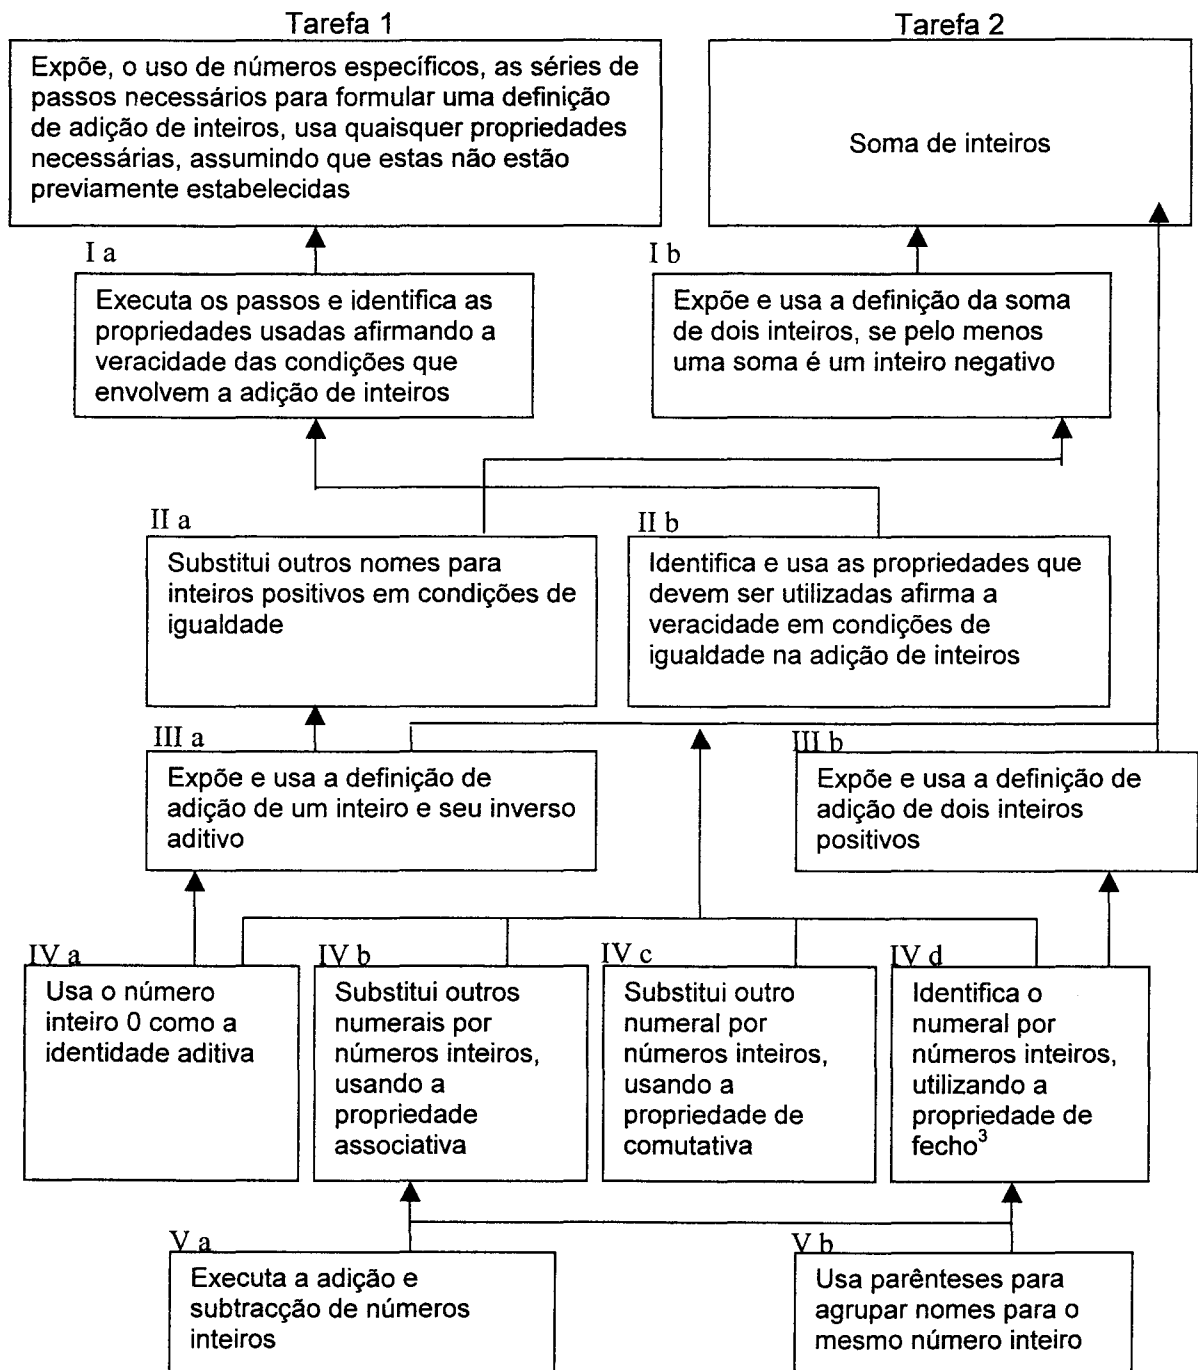 Tarefa 1
Tarefa 2
Expõe, o uso de números específicos, as séries de
passos necessários para formular uma definição
de adição de inteiros, usa quaisquer propriedades
necessárias, assumindo que estas não estão
previamente estabelecidas
Soma de inteiros
I a
Executa os passos e identifica as
propriedades usadas afirmando a
veracidade das condições que
envolvem a adição de inteiros
I b
Expõe e usa a definição da soma
de dois inteiros, se pelo menos
uma soma é um inteiro negativo
II a
Substitui outros nomes para
inteiros positivos em condições de
igualdade
II b
Identifica e usa as propriedades que
devem ser utilizadas afirma a
veracidade em condições de
igualdade na adição de inteiros
III a
Expõe e usa a definição de
adição de um inteiro e seu inverso
aditivo
III b
Expõe e usa a definição de
adição de dois inteiros
positivos
IV a
Usa o número
inteiro 0 como a
identidade aditiva
IV b
Substitui outros
numerais por
números inteiros,
usando a
propriedade
associativa
IV c
Substitui outro
numeral por
números inteiros,
usando a
propriedade de
comutativa
IV d
Identifica o
numeral por
números inteiros,
utilizando a
propriedade de
fecho³
V a
Executa a adição e
subtracção de números
inteiros
V b
Usa parênteses para
agrupar nomes para o
mesmo número inteiro